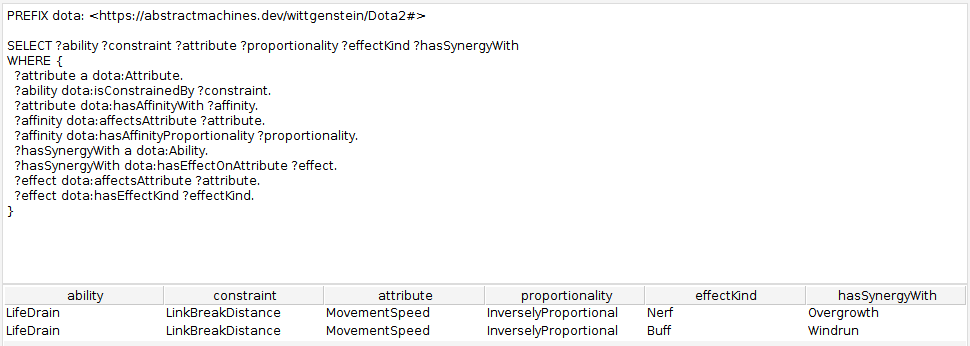 PREFIX dota: <https://abstractmachines.dev/wittgenstein/Dota2#>
SELECT ?ability ?constraint ?attribute ?proportionality ?effectKind ?hasSynergyWith
WHERE {
?attribute a dota:Attribute.
?ability dota:isConstrainedBy ?constraint.
?attribute dota:hasAffinityWith ?affinity.
?affinity dota:affectsAttribute ?attribute.
?affinity dota:hasAffinityProportionality ?proportionality.
?hasSynergyWith a dota:Ability.
?hasSynergyWith dota:hasEffectOnAttribute ?effect.
?effect dota:affectsAttribute ?attribute.
?effect dota:hasEffectKind ?effectKind.
}
ability constraint attribute proportionality effectKind hasSynergyWith
LifeDrain LinkBreakDistance MovementSpeed InverselyProportional Nerf Overgrowth
LifeDrain LinkBreakDistance MovementSpeed InverselyProportional Buff Windrun